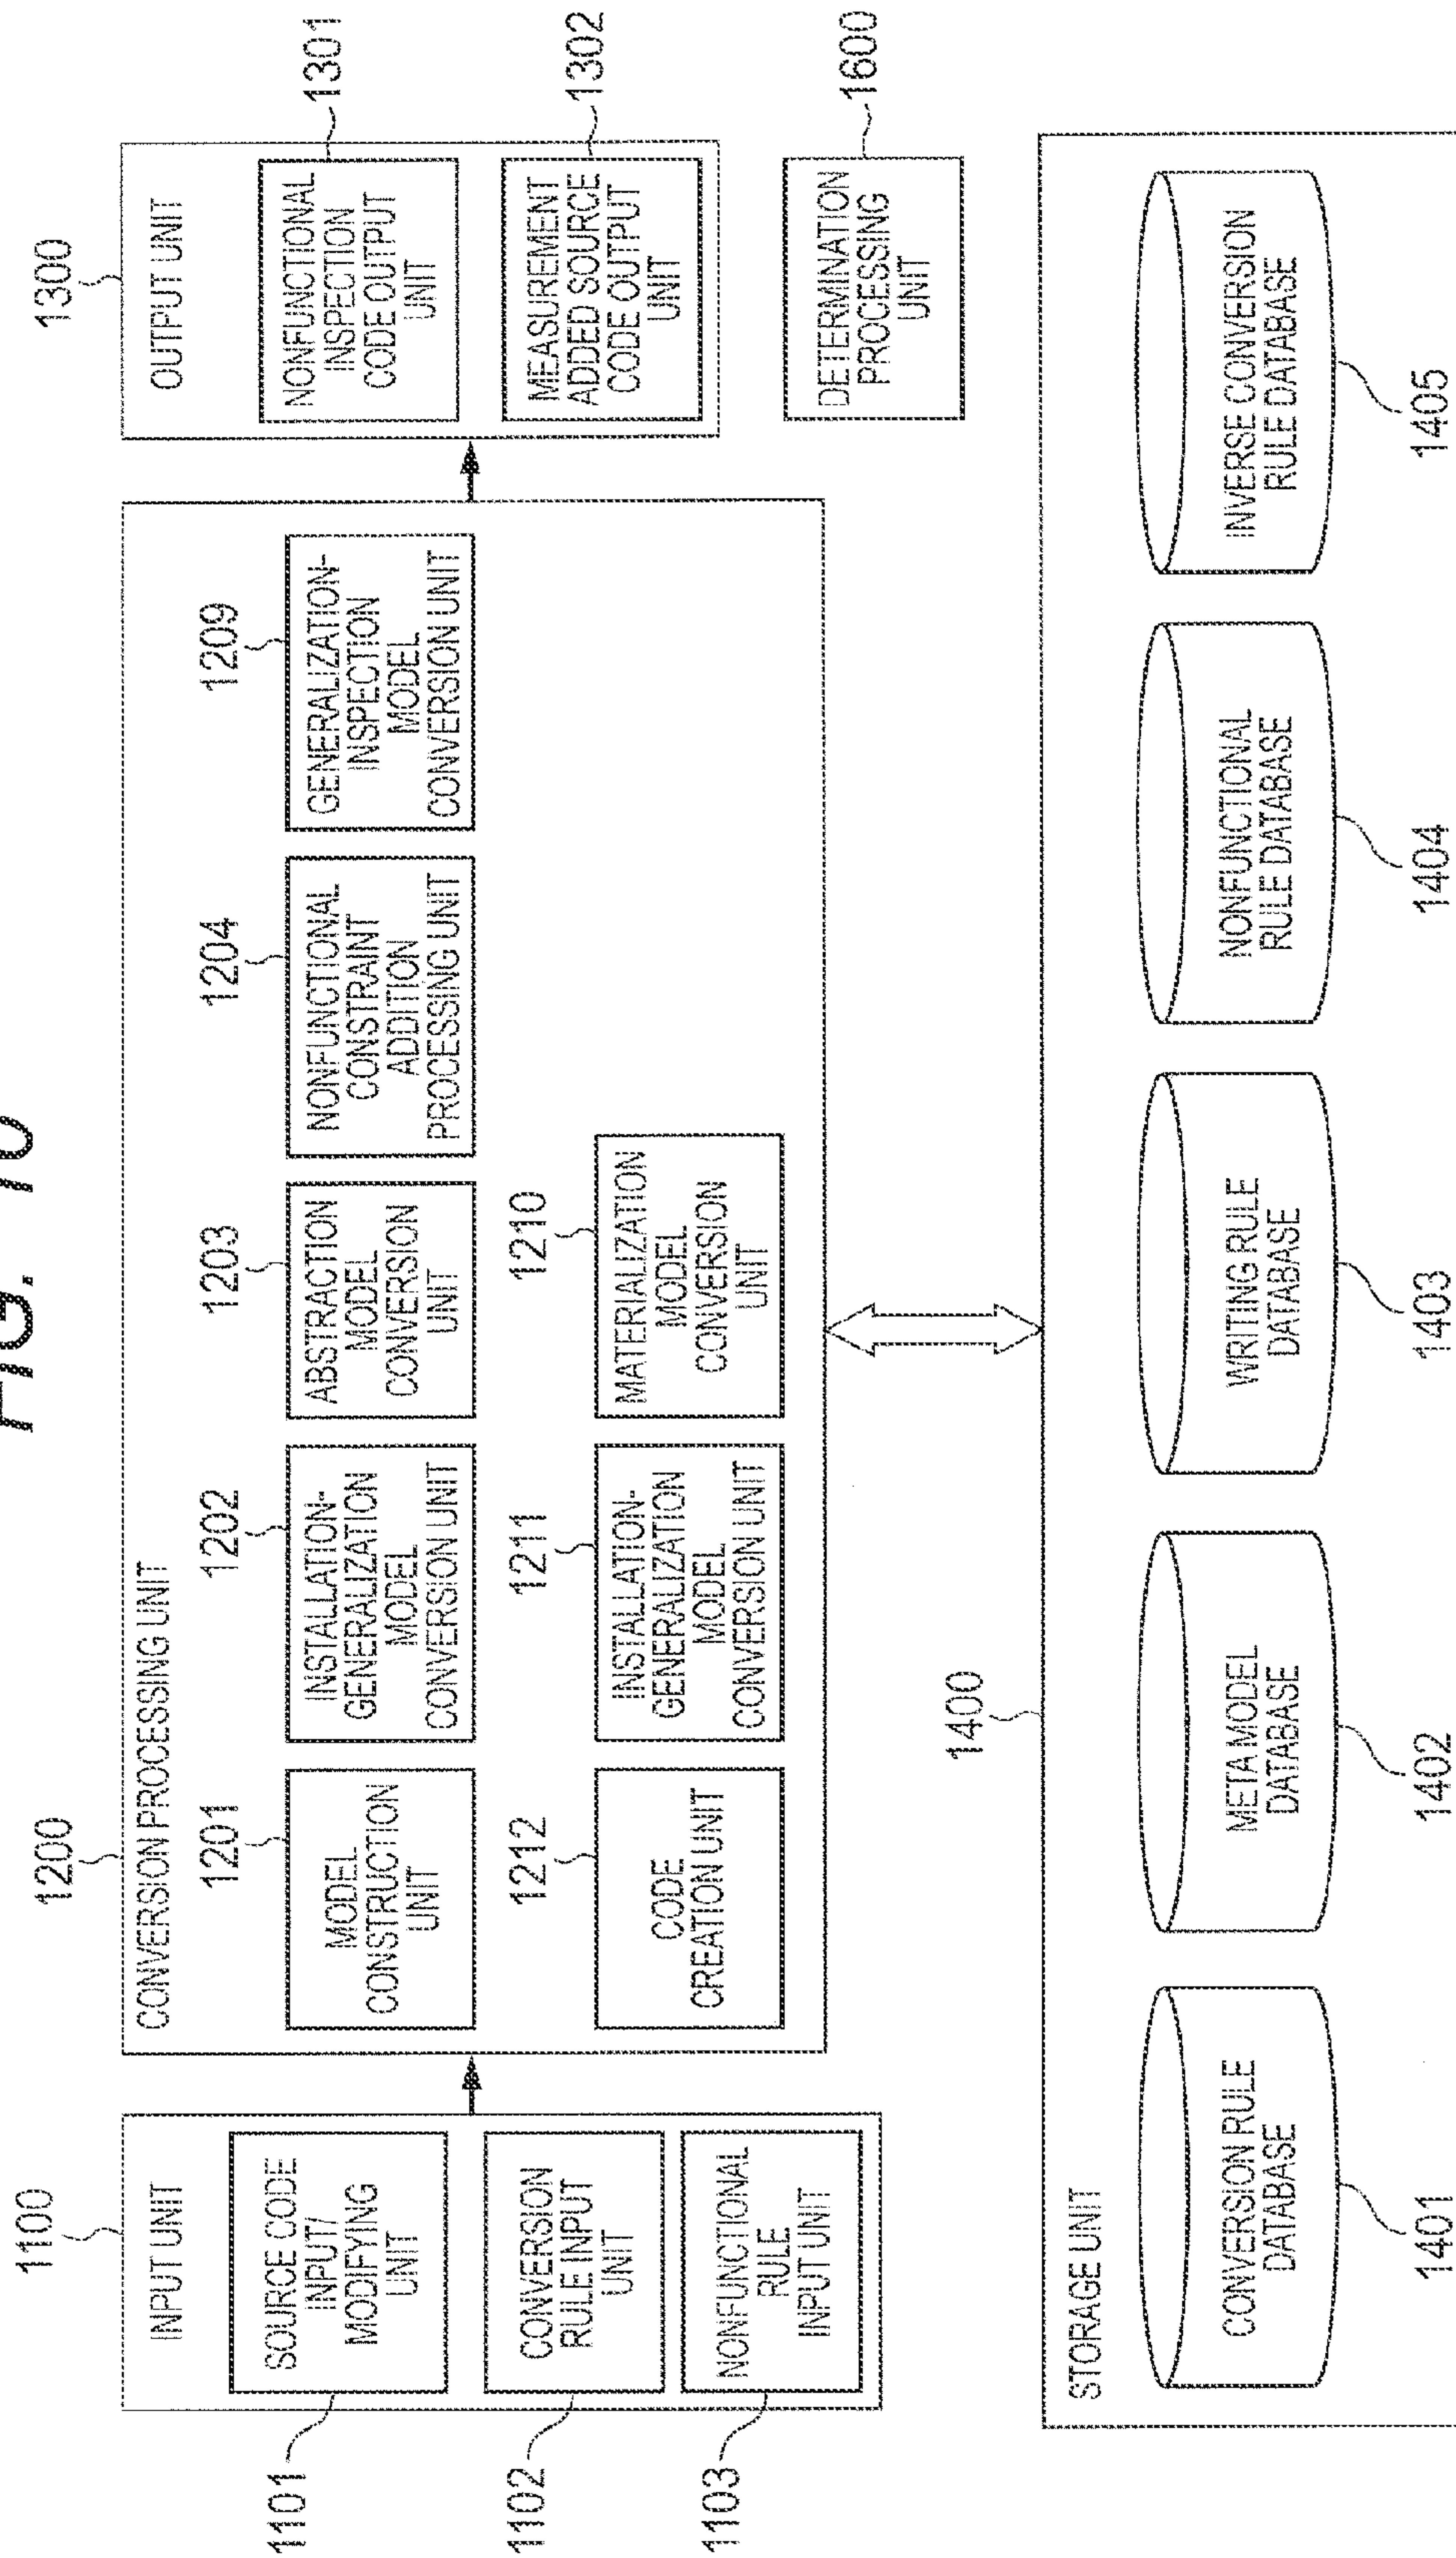 FIG. 10
1100
INPUT UNIT
1101
SOURCE CODE
INPUT/
MODIFYING
UNIT
1102
CONVERSION
RULE INPUT
UNIT
1103
NONFUNCTIONAL
RULE
INPUT UNIT
1200
CONVERSION PROCESSING UNIT
1201
MODEL
CONSTRUCTION
UNIT
1202
INSTALLATION-
GENERALIZATION
MODEL
CONVERSION UNIT
1203
ABSTRACTION
MODEL
CONVERSION
UNIT
1204
NONFUNCTIONAL
CONSTRAINT
ADDITION
PROCESSING UNIT
1209
GENERALIZATION-
INSPECTION
MODEL
CONVERSION UNIT
1212
CODE
CREATION UNIT
1211
INSTALLATION-
GENERALIZATION
MODEL
CONVERSION UNIT
1210
MATERIALIZATION
MODEL
CONVERSION
UNIT
1300
OUTPUT UNIT
NONFUNCTIONAL
INSPECTION
CODE OUTPUT
UNIT
1301
MEASUREMENT
ADDED SOURCE
CODE OUTPUT
UNIT
1302
DETERMINATION
PROCESSING
UNIT
1600
1400
STORAGE UNIT
CONVERSION RULE
DATABASE
1401
META MODEL
DATABASE
1402
WRITING RULE
DATABASE
1403
NONFUNCTIONAL
RULE DATABASE
1404
INVERSE CONVERSION
RULE DATABASE
1405